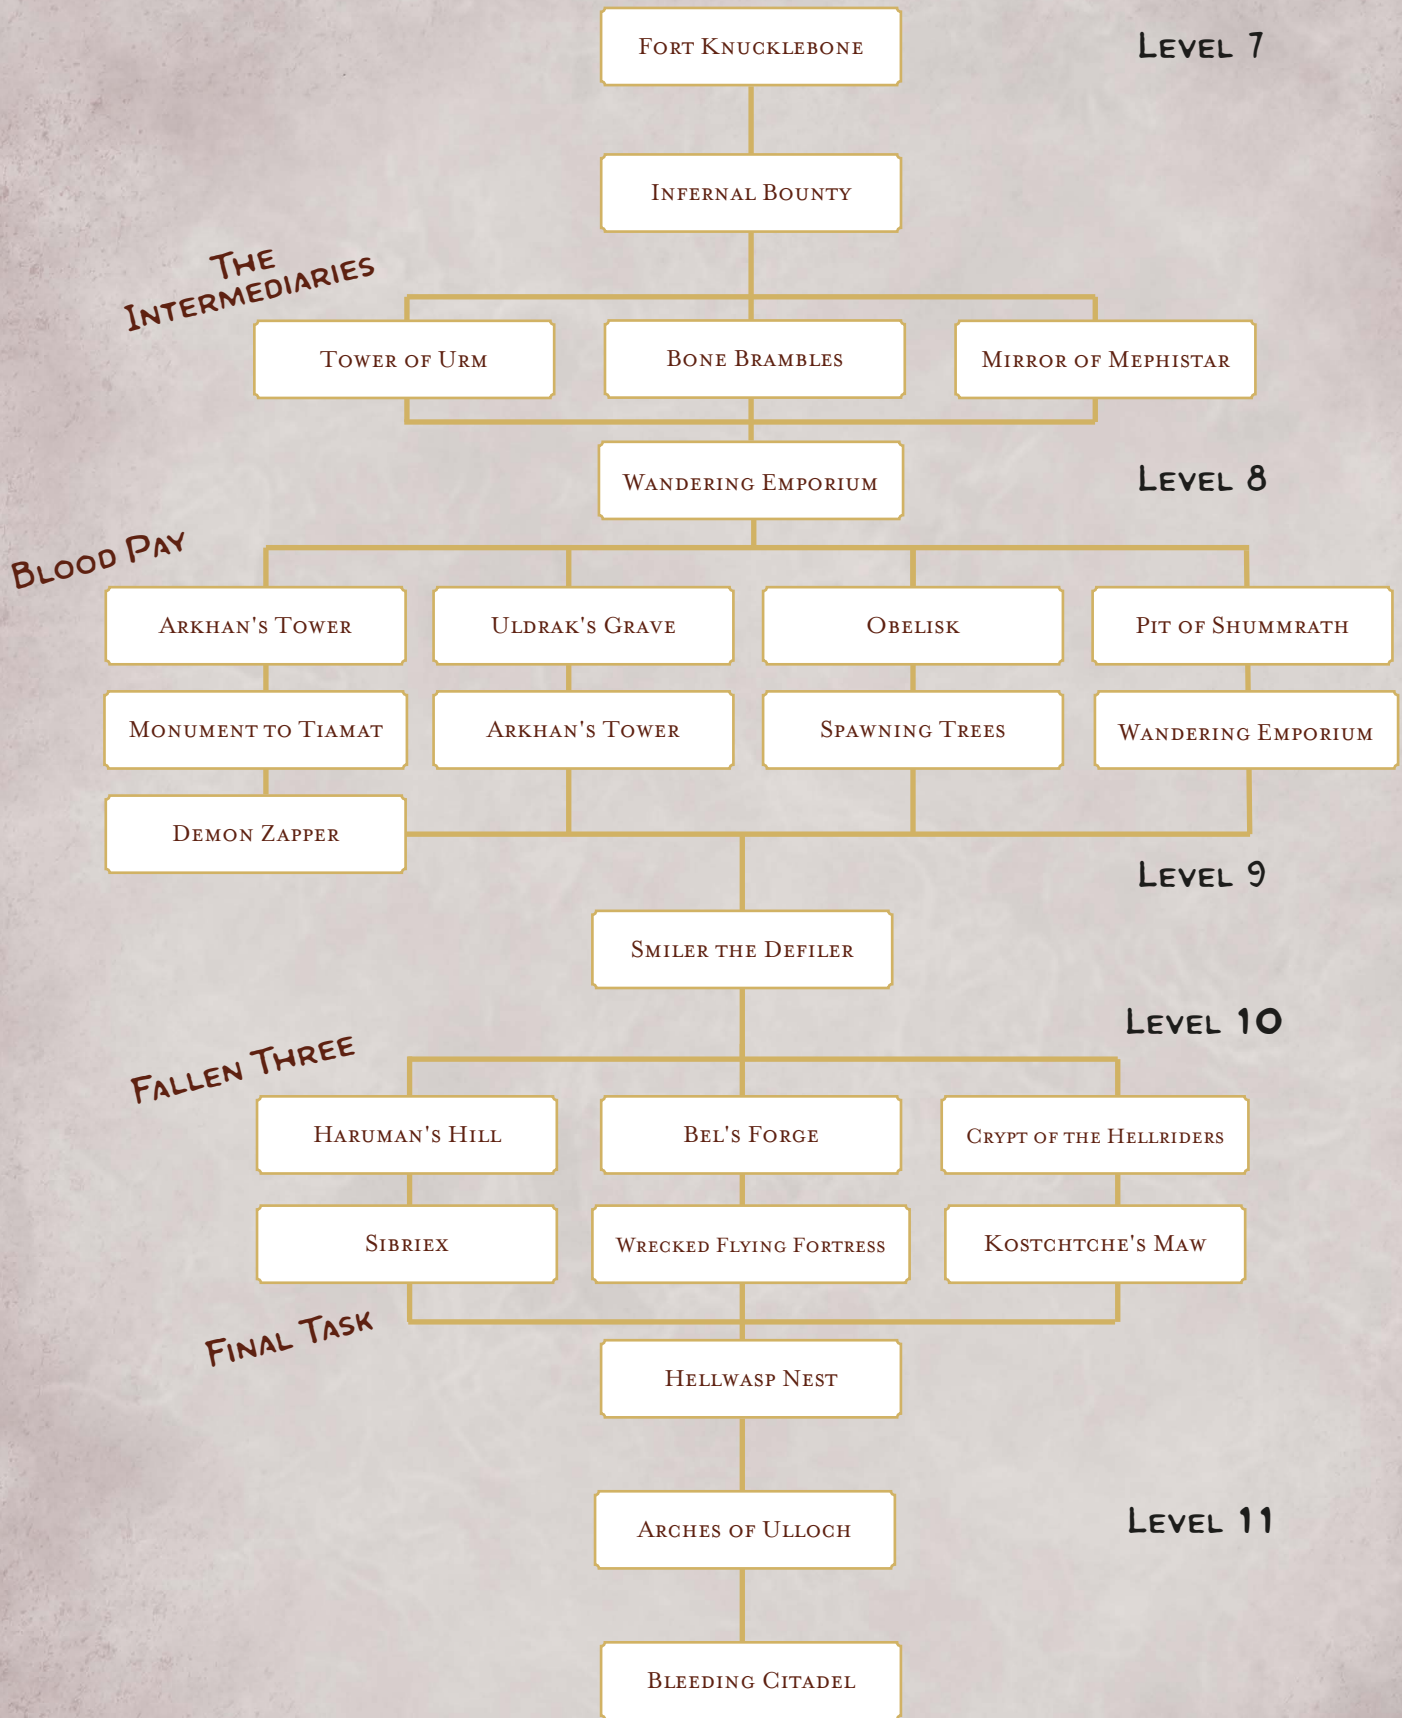 Fort Knucklebone
Level 7
Infernal Bounty
The
Intermediaries
Tower of Urm
Bone Brambles
Mirror of Mephistar
Wandering Emporium
Level 8
Blood Pay
Arkhan's Tower
Uldrak's Grave
Obelisk
Pit of Shummrath
Monument to Tiamat
Arkhan's Tower
Spawning Trees
Wandering Emporium
Demon Zapper
Level 9
Smiler the Defiler
Level 10
Fallen Three
Haruman's Hill
Bel's Forge
Crypt of the Hellriders
Sibriex
Wrecked Flying Fortress
Kostchtche's Maw
Final Task
Hellwasp Nest
Arches of Ulloch
Level 11
Bleeding Citadel